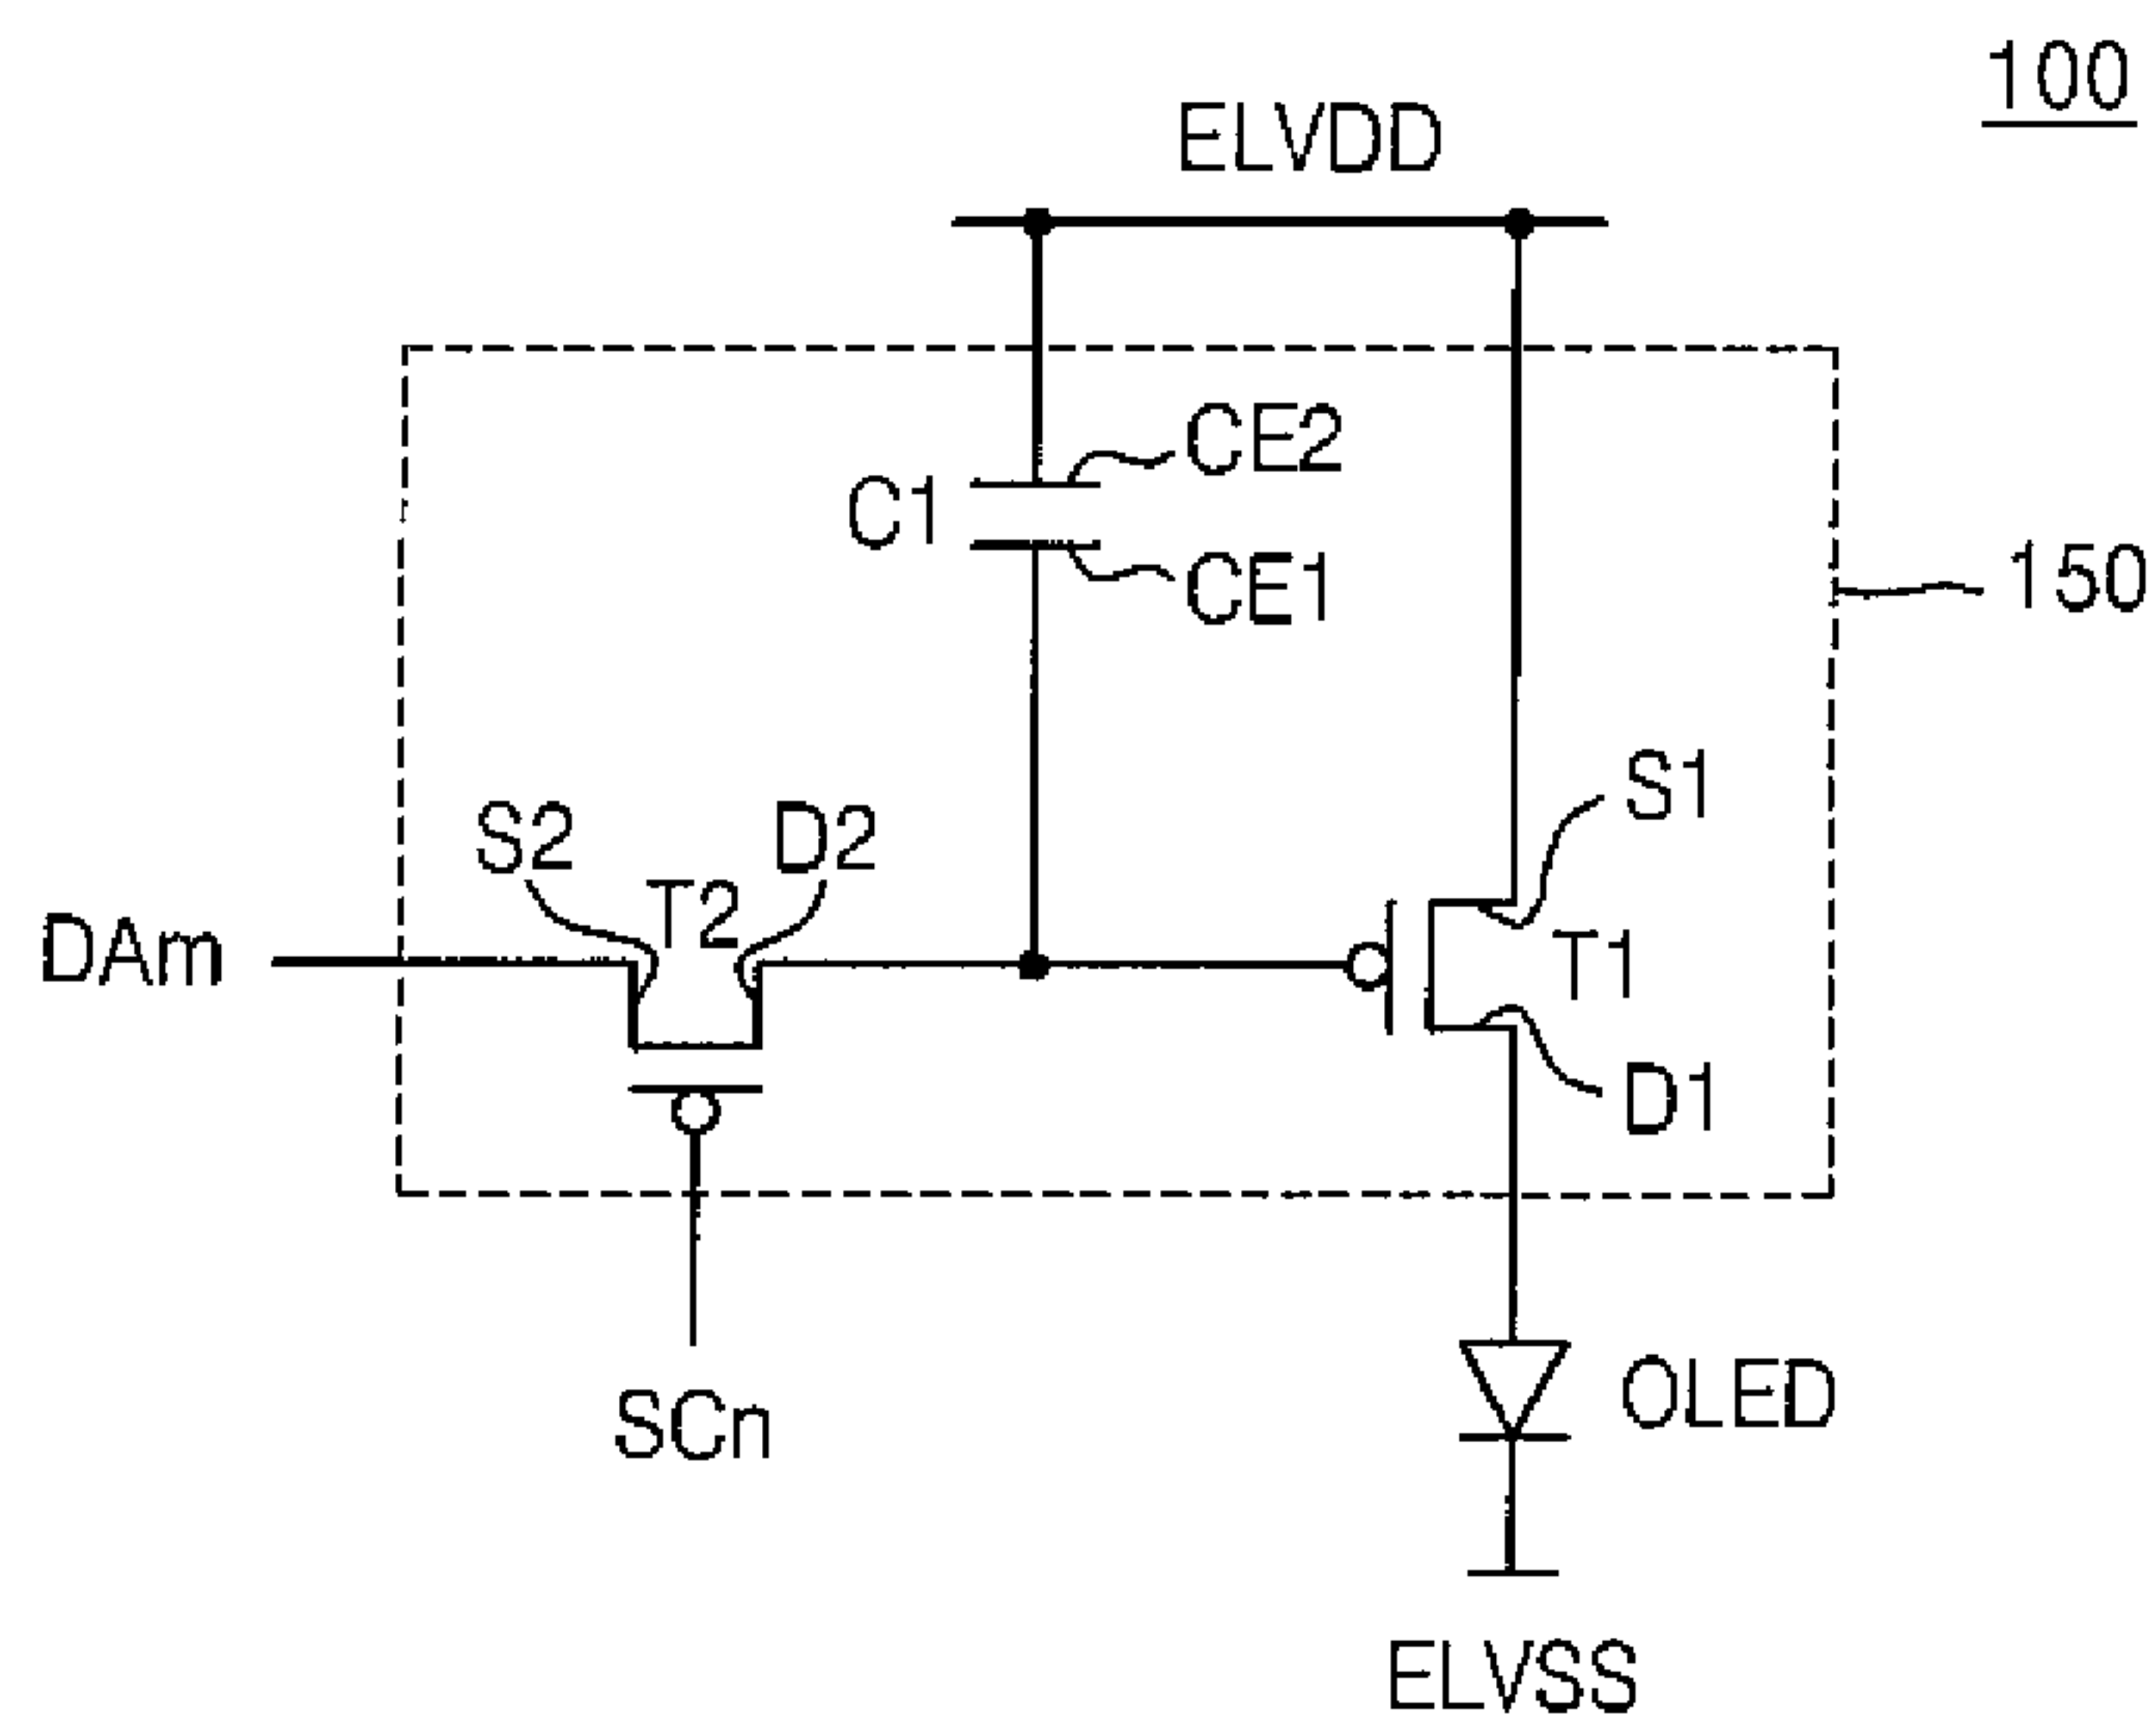 100
ELVDD
CE2
C1
CE1
150
S1
S2
D2
T2
DAm
T1
D1
OLED
SCn
ELVSS